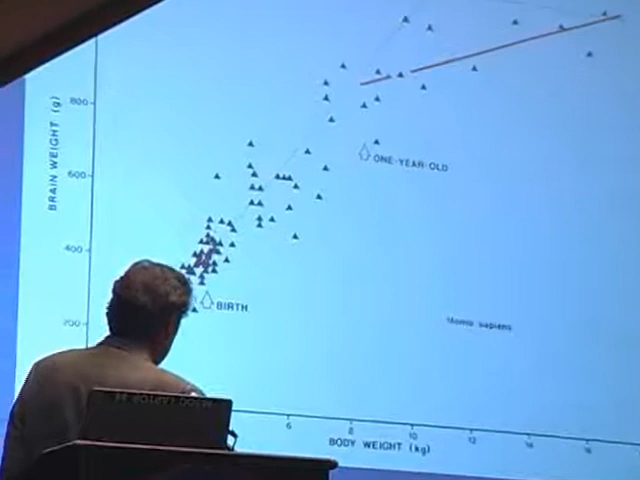 BRAIN WEIGHT (g)
800
600
400
200
ONE-YEAR-OLD
BIRTH
Homo sapiens
6
8
10
12
14
16
BODY WEIGHT (kg)